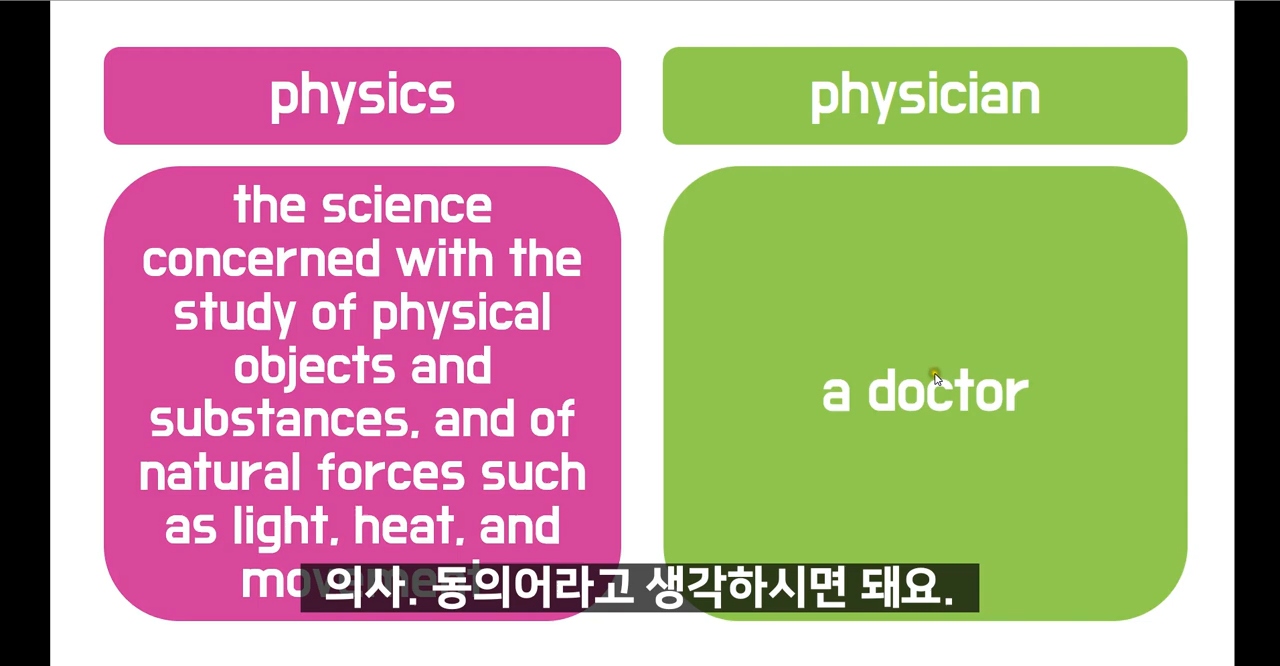 physics
physician
the science
concerned with the
study of physical
objects and
substances, and of
natural forces such
as light, heat, and
movement
a doctor
의사. 동의어라고 생각하시면 돼요.